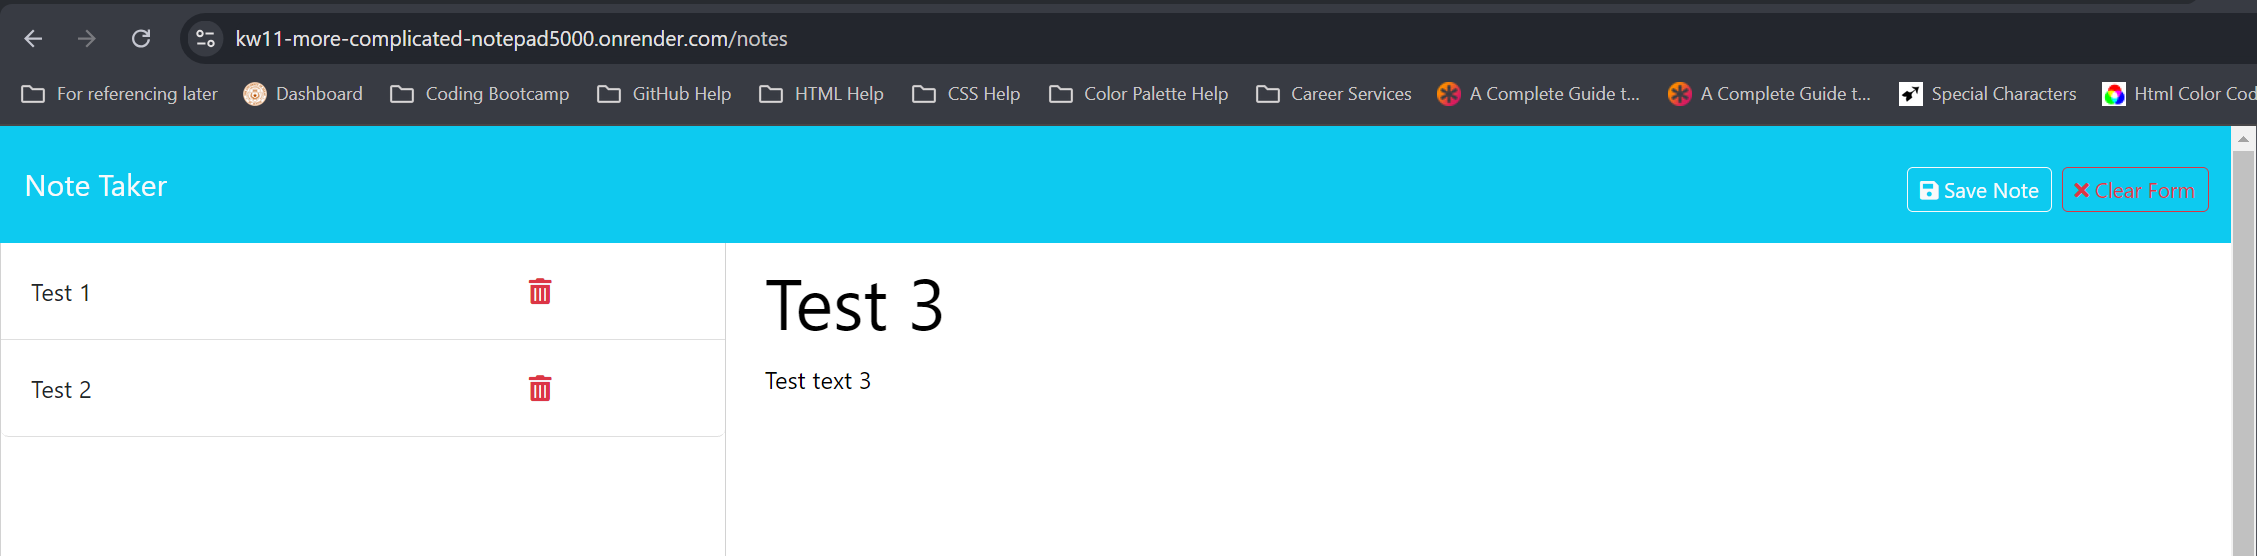 kw11-more-complicated-notepad5000.onrender.com/notes
For referencing later Dashboard Coding Bootcamp GitHub Help HTML Help CSS Help Color Palette Help Career Services A Complete Guide t... A Complete Guide t... Special Characters Html Color Cod
Note Taker Save Note Clear Form
Test 1
Test 2
Test 3
Test text 3